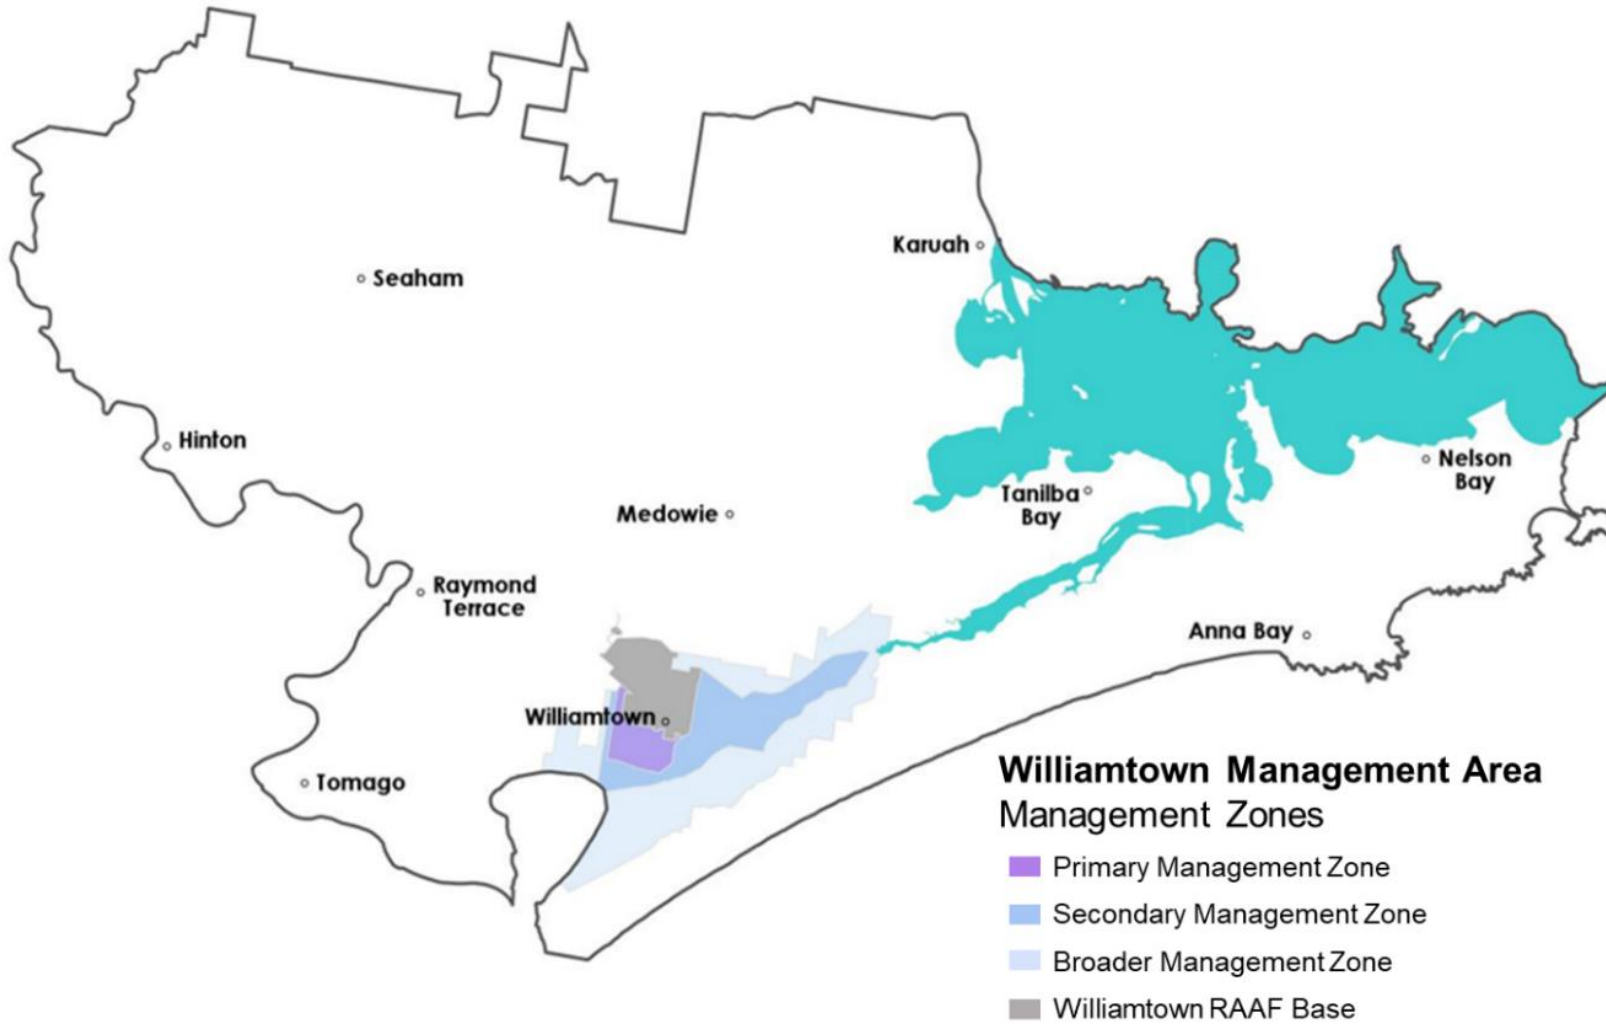 Karuah
Seaham
Hinton
Nelson
Bay
Tanilba
Bay
Medowie
Raymond
Terrace
Anna Bay
Williamtown
Tomago
Williamtown Management Area
Management Zones
Primary Management Zone
Secondary Management Zone
Broader Management Zone
Williamtown RAAF Base